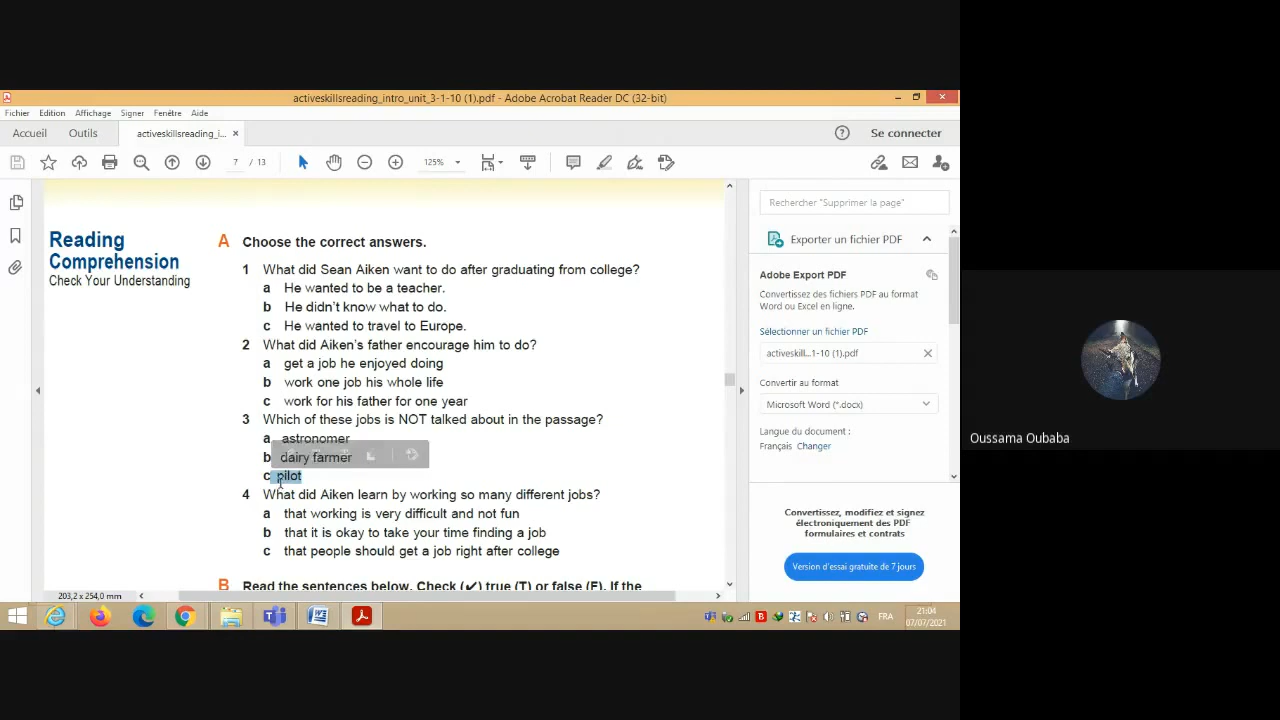 activeskillsreading_intro_unit_3-1-10 (1).pdf - Adobe Acrobat Reader DC (32-bit)
Fichier Edition Affichage Signer Fenêtre Aide
Accueil Outils activeskillsreading_i... × Se connecter
7 / 13 125%
Reading
Comprehension
Check Your Understanding
A Choose the correct answers.
1 What did Sean Aiken want to do after graduating from college?
a He wanted to be a teacher.
b He didn't know what to do.
c He wanted to travel to Europe.
2 What did Aiken's father encourage him to do?
a get a job he enjoyed doing
b work one job his whole life
c work for his father for one year
3 Which of these jobs is NOT talked about in the passage?
a astronomer
b dairy farmer
c pilot
4 What did Aiken learn by working so many different jobs?
a that working is very difficult and not fun
b that it is okay to take your time finding a job
c that people should get a job right after college
B Read the sentences below. Check (✔) true (T) or false (F). If the
203,2 x 254,0 mm
Rechercher "Supprimer la page"
Exporter un fichier PDF
Adobe Export PDF
Convertissez des fichiers PDF au format
Word ou Excel en ligne.
Sélectionner un fichier PDF
activeskill...1-10 (1).pdf
Convertir au format
Microsoft Word (*.docx)
Langue du document :
Français Changer
Convertissez, modifiez et signez
électroniquement des PDF
formulaires et contrats
Version d'essai gratuite de 7 jours
FRA
21:04
07/07/2021
Oussama Oubaba